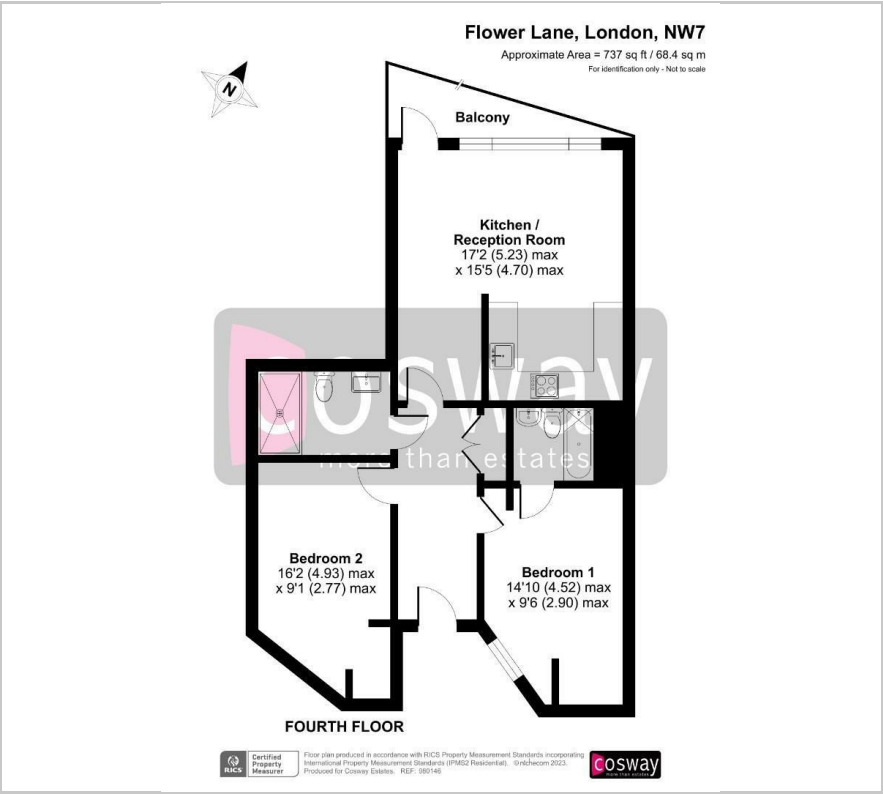 Flower Lane, London, NW7
Approximate Area = 737 sq ft / 68.4 sq m
For identification only - Not to scale
N
Balcony
Kitchen /
Reception Room
17'2 (5.23) max
x 15'5 (4.70) max
cosway
more than estates
Bedroom 2
16'2 (4.93) max
x 9'1 (2.77) max
Bedroom 1
14'10 (4.52) max
x 9'6 (2.90) max
FOURTH FLOOR
RICS
Certified
Property
Measurer
Floor plan produced in accordance with RICS Property Measurement Standards incorporating
International Property Measurement Standards (IPMS2 Residential). ©nichecom 2023.
Produced for Cosway Estates. REF: 980146
cosway
more than estates